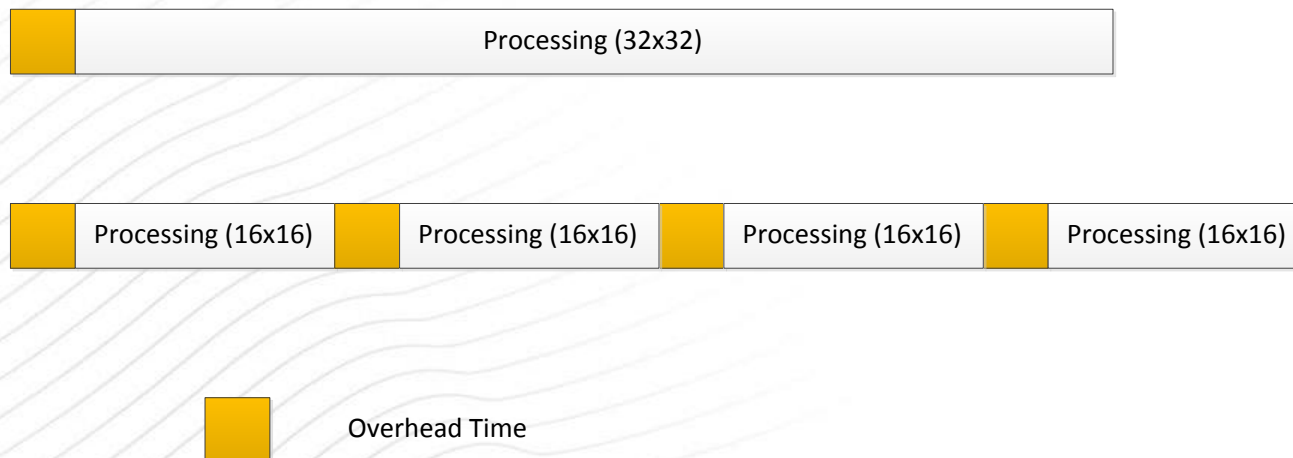 Processing (32x32)
Processing (16x16) Processing (16x16) Processing (16x16) Processing (16x16)
Overhead Time